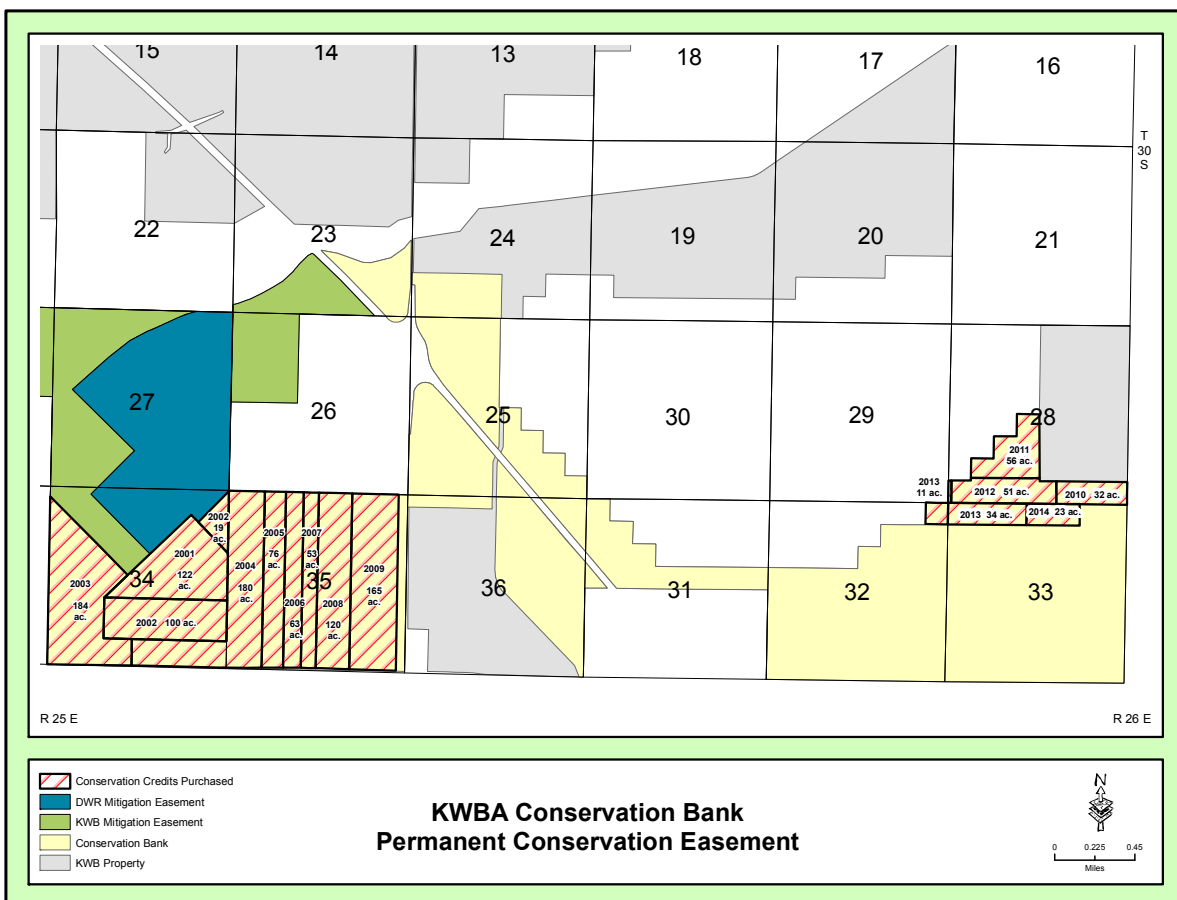 15
14
13
18
17
16
T
30
S
22
23
24
19
20
21
27
26
25
30
29
28
2011
56 ac.
2013
11 ac.
2012 51 ac.
2010 32 ac.
2013 34 ac.
2014 23 ac.
2002
19
ac.
2001
122
ac.
2003
184
ac.
34
2002 100 ac.
2004
180
ac.
2005
76
ac.
2006
63
ac.
2007
53
ac.
35
2008
120
ac.
2009
165
ac.
36
31
32
33
R 25 E
R 26 E
Conservation Credits Purchased
DWR Mitigation Easement
KWB Mitigation Easement
Conservation Bank
KWB Property
KWBA Conservation Bank
Permanent Conservation Easement
N
0 0.225 0.45
Miles